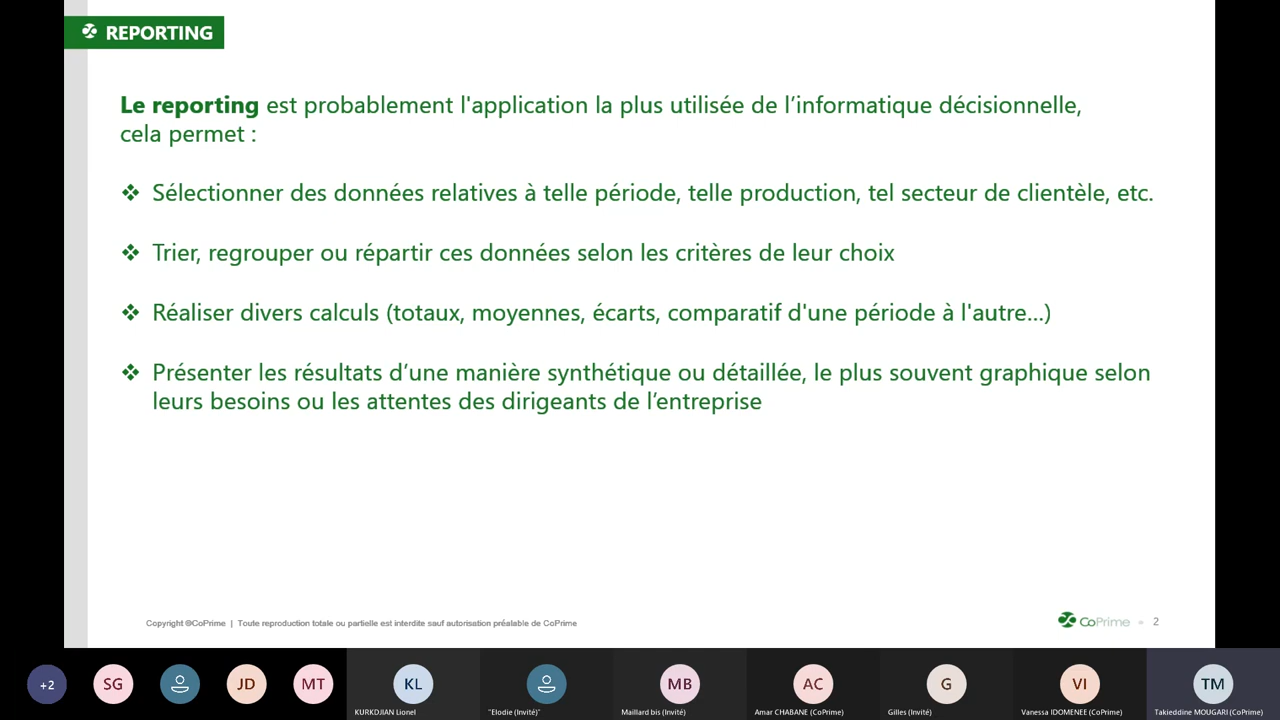 REPORTING
Le reporting est probablement l'application la plus utilisée de l’informatique décisionnelle,
cela permet :
❖ Sélectionner des données relatives à telle période, telle production, tel secteur de clientèle, etc.
❖ Trier, regrouper ou répartir ces données selon les critères de leur choix
❖ Réaliser divers calculs (totaux, moyennes, écarts, comparatif d'une période à l'autre...)
❖ Présenter les résultats d’une manière synthétique ou détaillée, le plus souvent graphique selon
leurs besoins ou les attentes des dirigeants de l’entreprise
Copyright ©CoPrime | Toute reproduction totale ou partielle est interdite sauf autorisation préalable de CoPrime
CoPrime » 2
+2 SG JD MT KL MB AC G VI TM
KURKDJIAN Lionel "Elodie (Invité)" Maillard bis (Invité) Amar CHABANE (CoPrime) Gilles (Invité) Vanessa IDOMENEE (CoPrime) Takieddine MOUGARI (CoPrime)